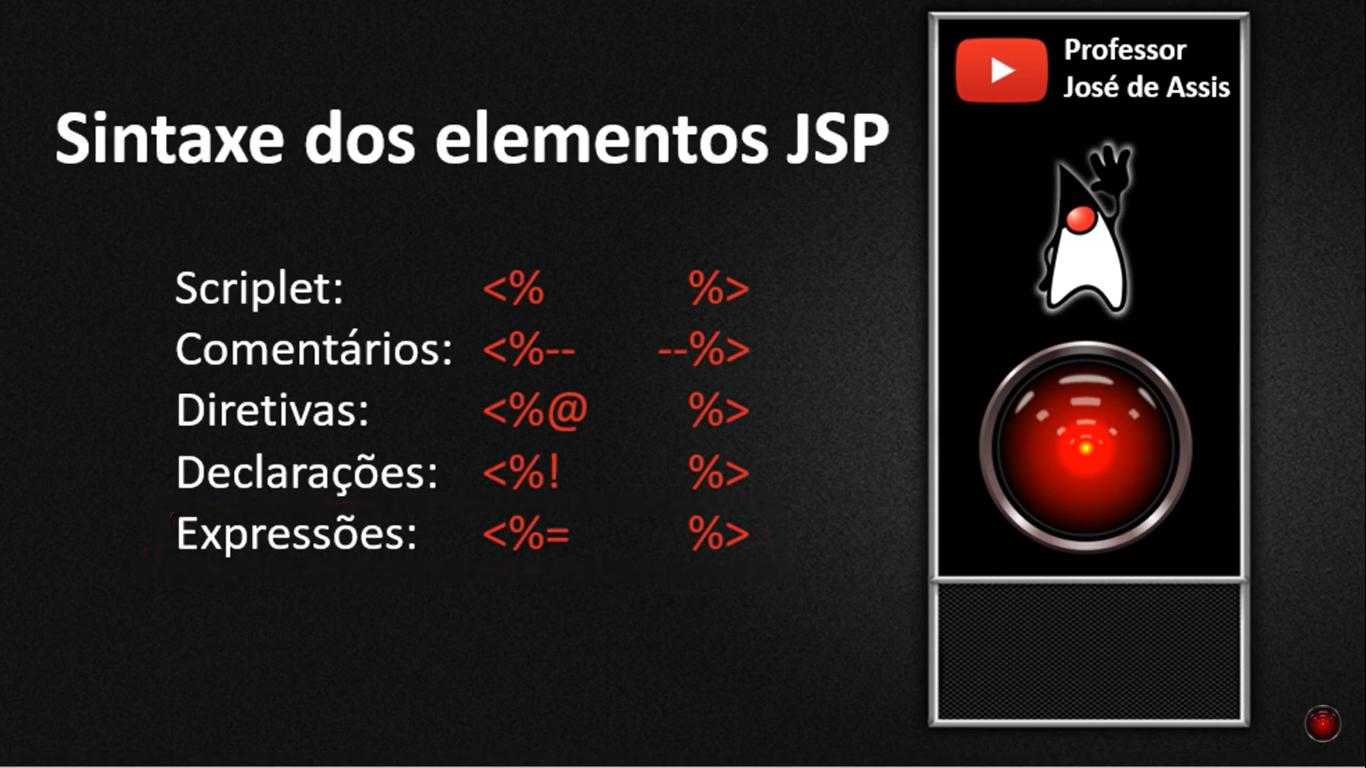 Professor
José de Assis
Sintaxe dos elementos JSP
Scriplet: <% %>
Comentários: <%-- --%>
Diretivas: <%@ %>
Declarações: <%! %>
Expressões: <%= %>